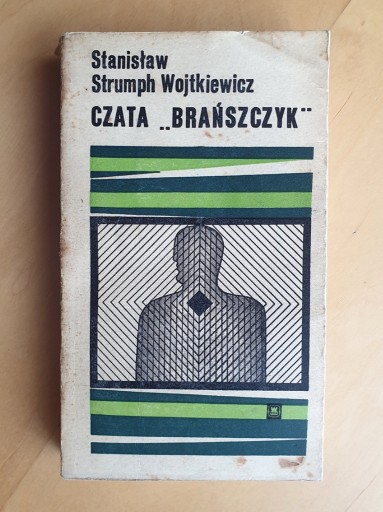 Stanisław
Strumph Wojtkiewicz
CZATA „BRAŃSZCZYK"
W